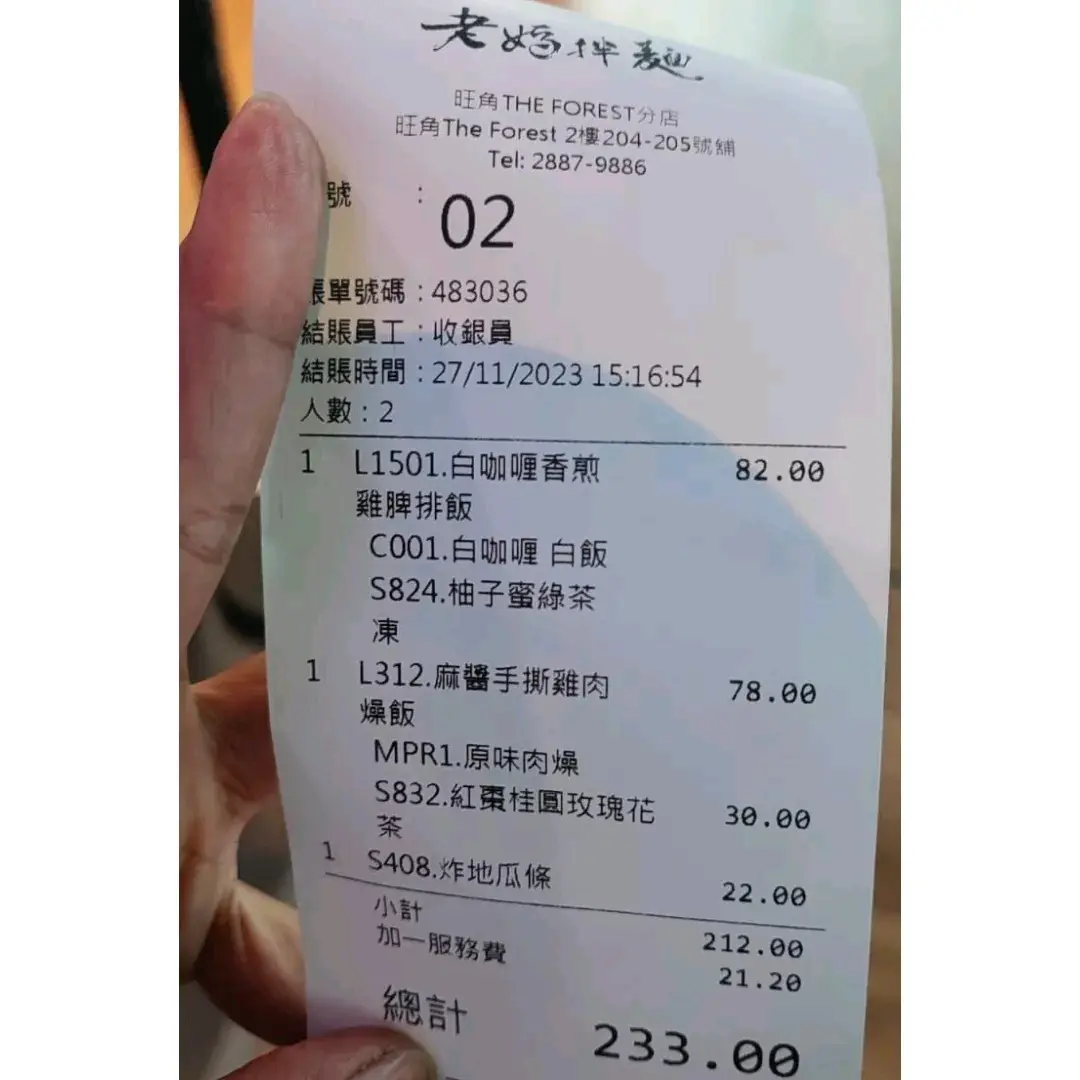 老媽拌麵
旺角THE FOREST分店
旺角The Forest 2樓204-205號舖
Tel: 2887-9886
號 : 02
賬單號碼 : 483036
結賬員工 : 收銀員
結賬時間 : 27/11/2023 15:16:54
人數 : 2
1 L1501.白咖喱香煎 82.00
雞髀排飯
C001.白咖喱 白飯
S824.柚子蜜綠茶
凍
1 L312.麻醬手撕雞肉 78.00
燥飯
MPR1.原味肉燥
S832.紅棗桂圓玫瑰花 30.00
茶
1 S408.炸地瓜條 22.00
小計 212.00
加一服務費 21.20
總計 233.00